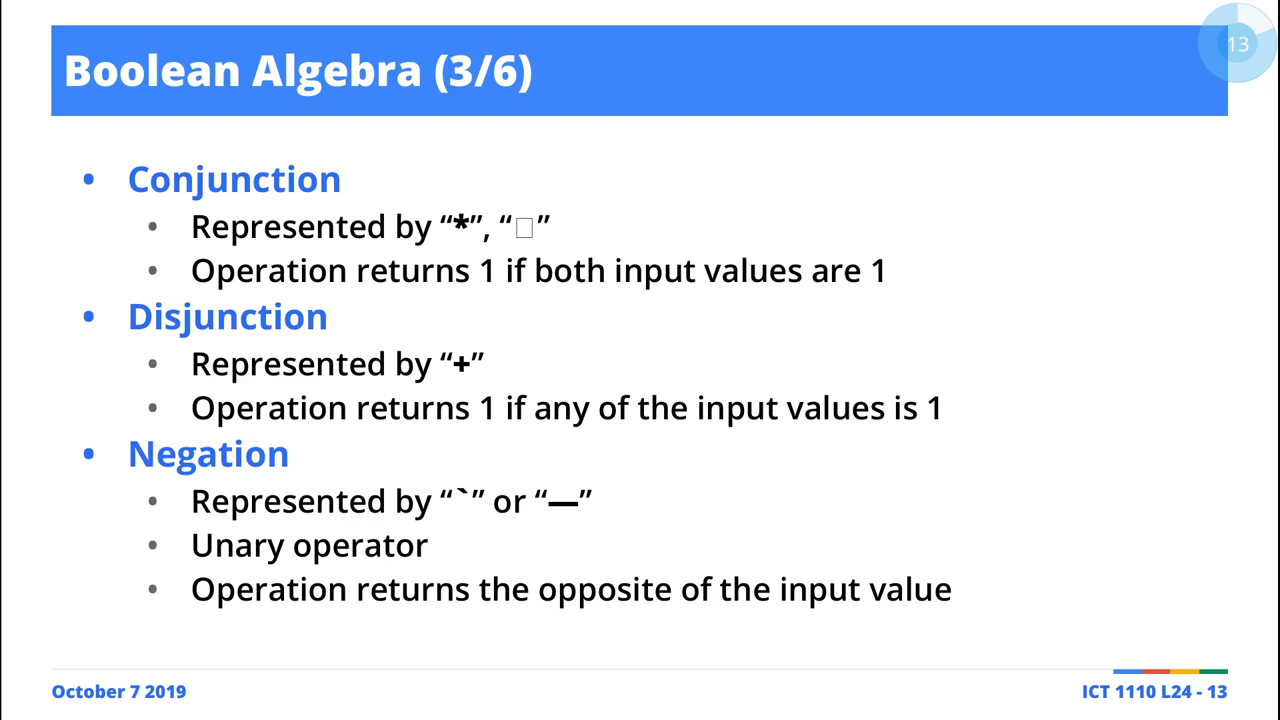 13
Boolean Algebra (3/6)
• Conjunction
• Represented by “*”, “□”
• Operation returns 1 if both input values are 1
• Disjunction
• Represented by “+”
• Operation returns 1 if any of the input values is 1
• Negation
• Represented by “`” or “—”
• Unary operator
• Operation returns the opposite of the input value
October 7 2019
ICT 1110 L24 - 13